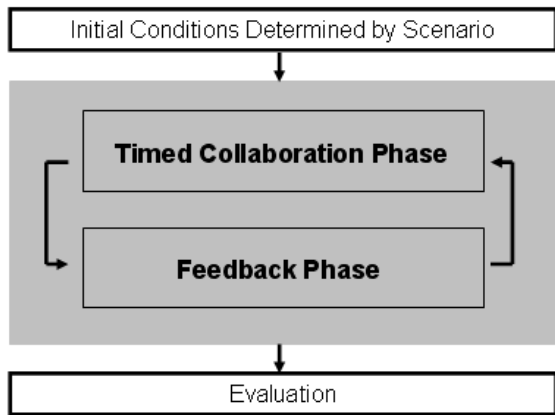 Initial Conditions Determined by Scenario
Timed Collaboration Phase
Feedback Phase
Evaluation